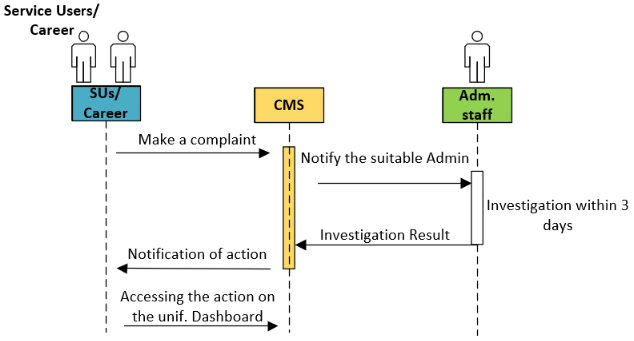 Service Users/
Career
SUs/
Career
CMS
Adm.
staff
Make a complaint
Notify the suitable Admin
Investigation within 3
days
Investigation Result
Notification of action
Accessing the action on
the unif. Dashboard